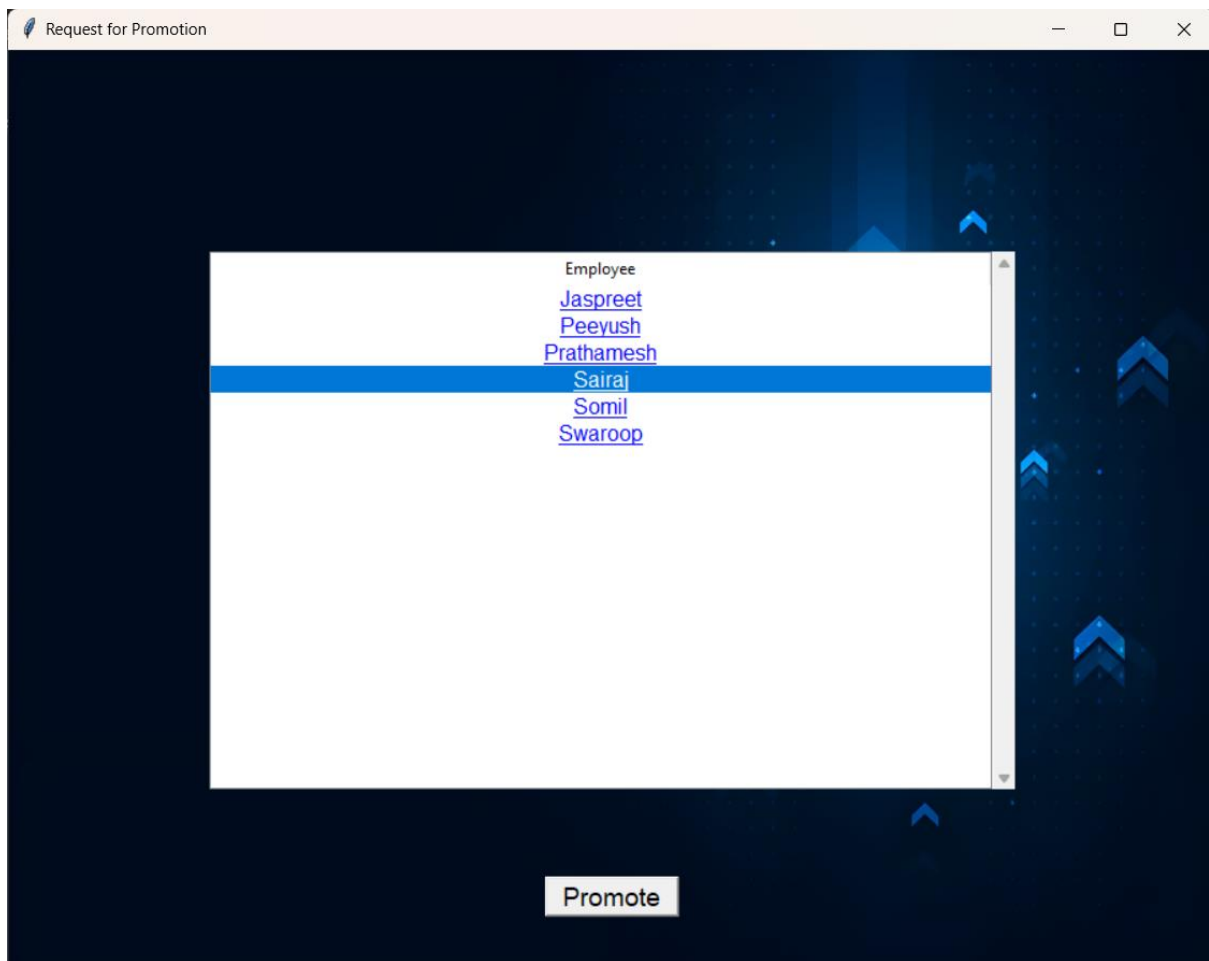 Request for Promotion
Employee
Jaspreet
Peeyush
Prathamesh
Sairaj
Somil
Swaroop
Promote